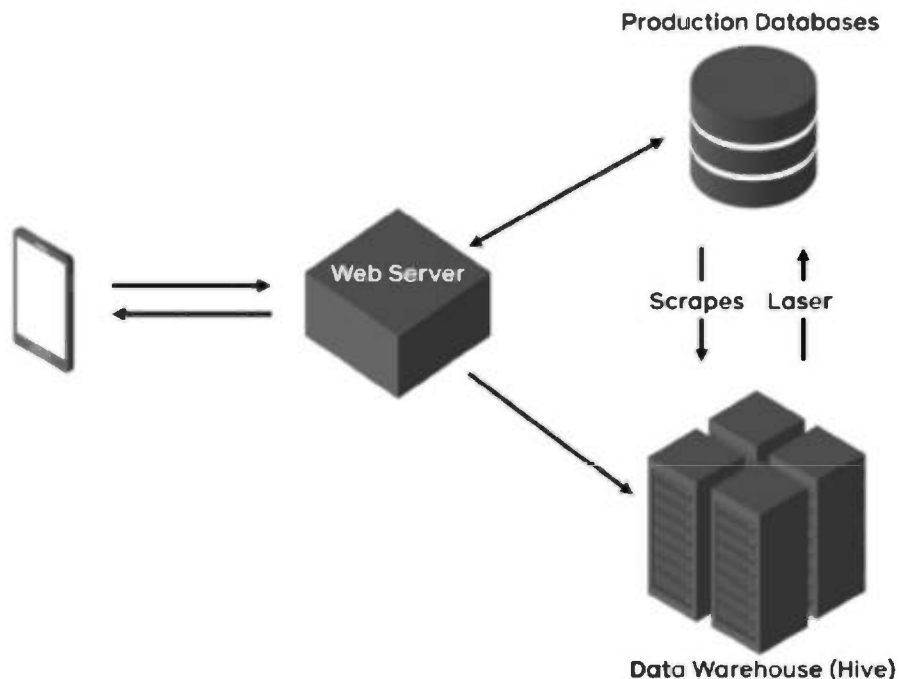 Production Databases
Web Server
Scrapes Laser
Data Warehouse (Hive)